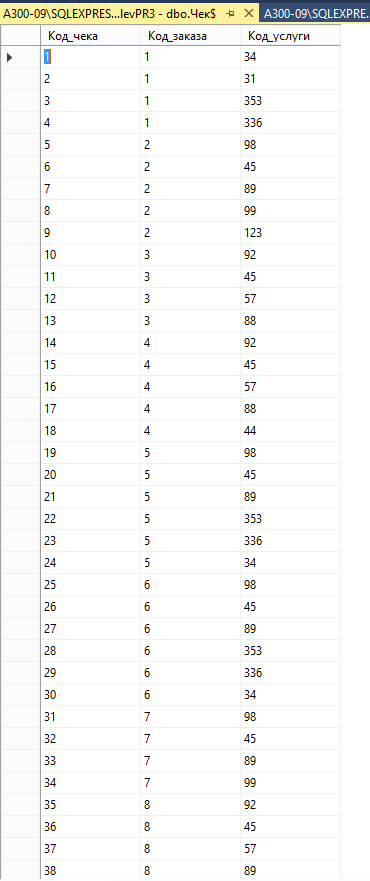 A300-09\SQLEXPRES...levPR3 - dbo.Чек$ A300-09\SQLEXPRE
Код_чека Код_заказа Код_услуги
1 1 34
2 1 31
3 1 353
4 1 336
5 2 98
6 2 45
7 2 89
8 2 99
9 2 123
10 3 92
11 3 45
12 3 57
13 3 88
14 4 92
15 4 45
16 4 57
17 4 88
18 4 44
19 5 98
20 5 45
21 5 89
22 5 353
23 5 336
24 5 34
25 6 98
26 6 45
27 6 89
28 6 353
29 6 336
30 6 34
31 7 98
32 7 45
33 7 89
34 7 99
35 8 92
36 8 45
37 8 57
38 8 89